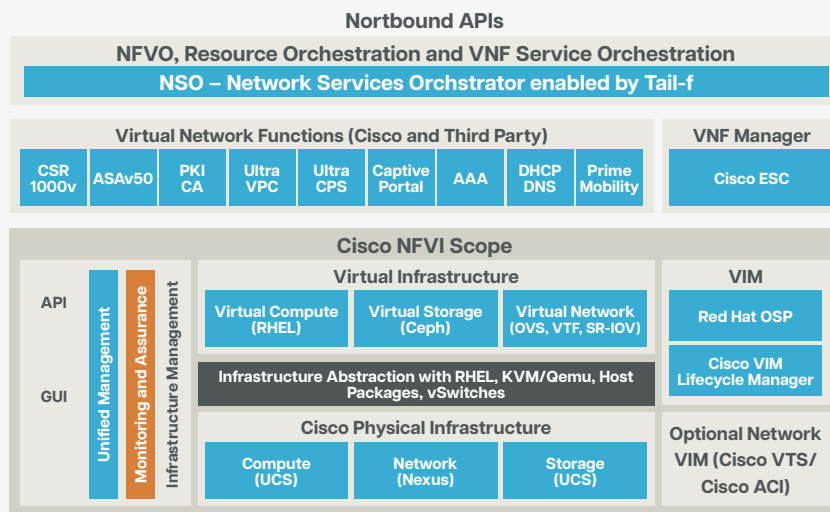 Nortbound APIs
NFVO, Resource Orchestration and VNF Service Orchestration
NSO – Network Services Orchstrator enabled by Tail-f
Virtual Network Functions (Cisco and Third Party)
CSR
1000v
ASAv50
PKI
CA
Ultra
VPC
Ultra
CPS
Captive
Portal
AAA
DHCP
DNS
Prime
Mobility
VNF Manager
Cisco ESC
Cisco NFVI Scope
API
GUI
Unified Management
Monitoring and Assurance
Infrastructure Management
Virtual Infrastructure
Virtual Compute
(RHEL)
Virtual Storage
(Ceph)
Virtual Network
(OVS, VTF, SR-IOV)
Infrastructure Abstraction with RHEL, KVM/Qemu, Host
Packages, vSwitches
Cisco Physical Infrastructure
Compute
(UCS)
Network
(Nexus)
Storage
(UCS)
VIM
Red Hat OSP
Cisco VIM
Lifecycle Manager
Optional Network
VIM (Cisco VTS/
Cisco ACI)